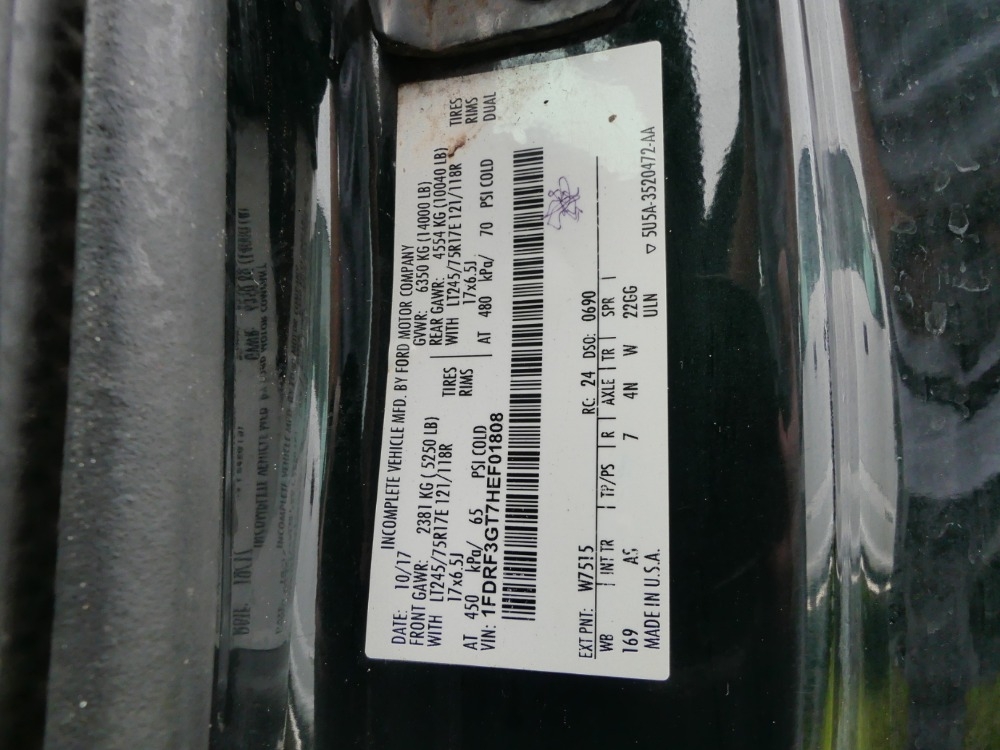 DATE: 10/17 INCOMPLETE VEHICLE MFD. BY FORD MOTOR COMPANY
FRONT GAWR: 2381 KG ( 5250 LB) GVWR: 6350 KG (14000 LB)
REAR GAWR: 4554 KG (10040 LB)
WITH LT245/75R17E 121/118R TIRES WITH LT245/75R17E 121/118R TIRES
17x6.5J RIMS 17x6.5J RIMS
AT 450 kPa/ 65 PSI COLD AT 480 kPa/ 70 PSI COLD DUAL
VIN: 1FDRF3GT7HEF01808
EXT PNT: W7515 RC: 24 DSO: 0690
WB INT TR TP/PS R AXLE TR SPR
169 AS 7 4N W 22GG
MADE IN U.S.A. ULN
▽ 5U5A-3520472-AA